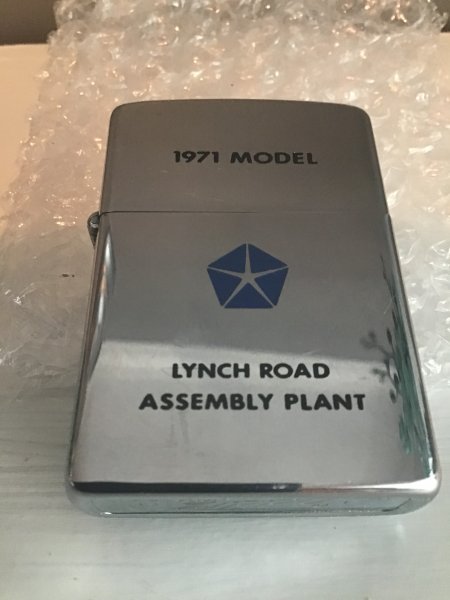 1971 MODEL
LYNCH ROAD
ASSEMBLY PLANT